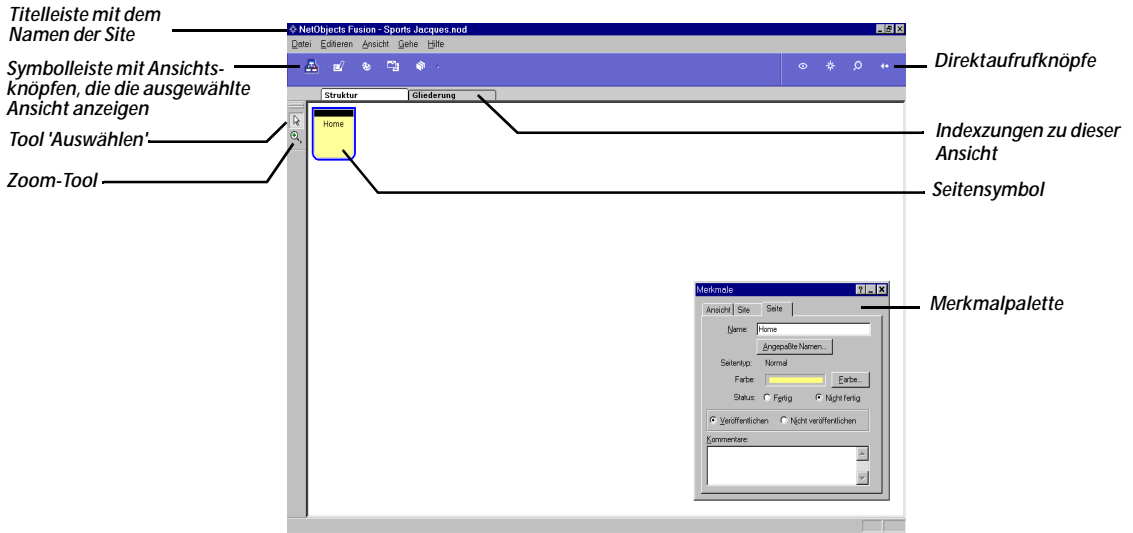 Titelleiste mit dem
Namen der Site
Symbolleiste mit Ansichts-
knöpfen, die die ausgewählte
Ansicht anzeigen
Tool 'Auswählen'
Zoom-Tool
NetObjects Fusion - Sports Jacques.nod
Datei Editieren Ansicht Gehe Hilfe
Struktur Gliederung
Home
Direktaufrufknöpfe
Indexzungen zu dieser
Ansicht
Seitensymbol
Merkmalpalette
Merkmale
Ansicht Site Seite
Name: Home
Angepaßte Namen...
Seitentyp: Normal
Farbe: Farbe...
Status: Fertig Nicht fertig
Veröffentlichen Nicht veröffentlichen
Kommentare: